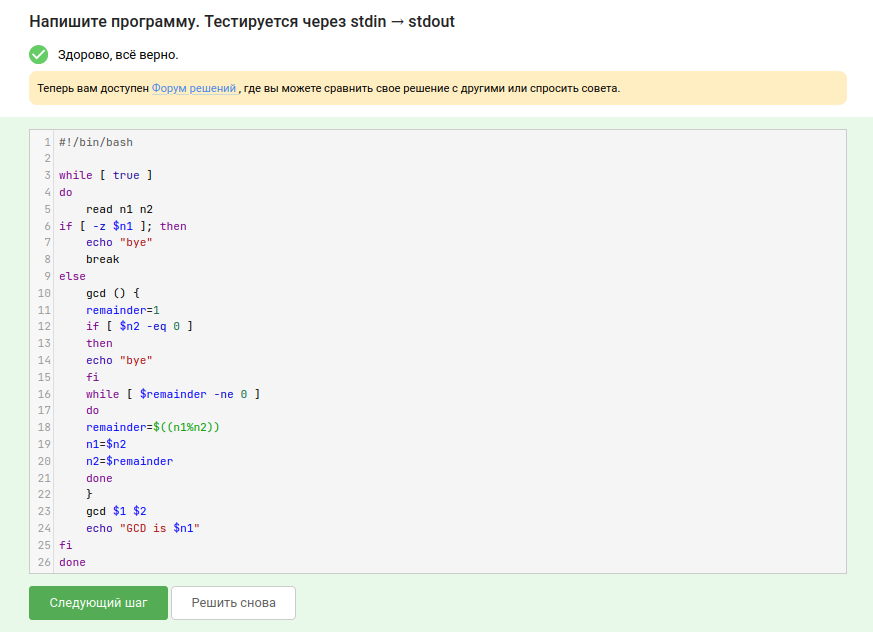 Напишите программу. Тестируется через stdin → stdout
Здорово, всё верно.
Теперь вам доступен Форум решений , где вы можете сравнить свое решение с другими или спросить совета.
1 #!/bin/bash
2
3 while [ true ]
4 do
5     read n1 n2
6 if [ -z $n1 ]; then
7     echo "bye"
8     break
9 else
10     gcd () {
11     remainder=1
12     if [ $n2 -eq 0 ]
13     then
14     echo "bye"
15     fi
16     while [ $remainder -ne 0 ]
17     do
18     remainder=$((n1%n2))
19     n1=$n2
20     n2=$remainder
21     done
22     }
23     gcd $1 $2
24     echo "GCD is $n1"
25 fi
26 done
Следующий шаг Решить снова